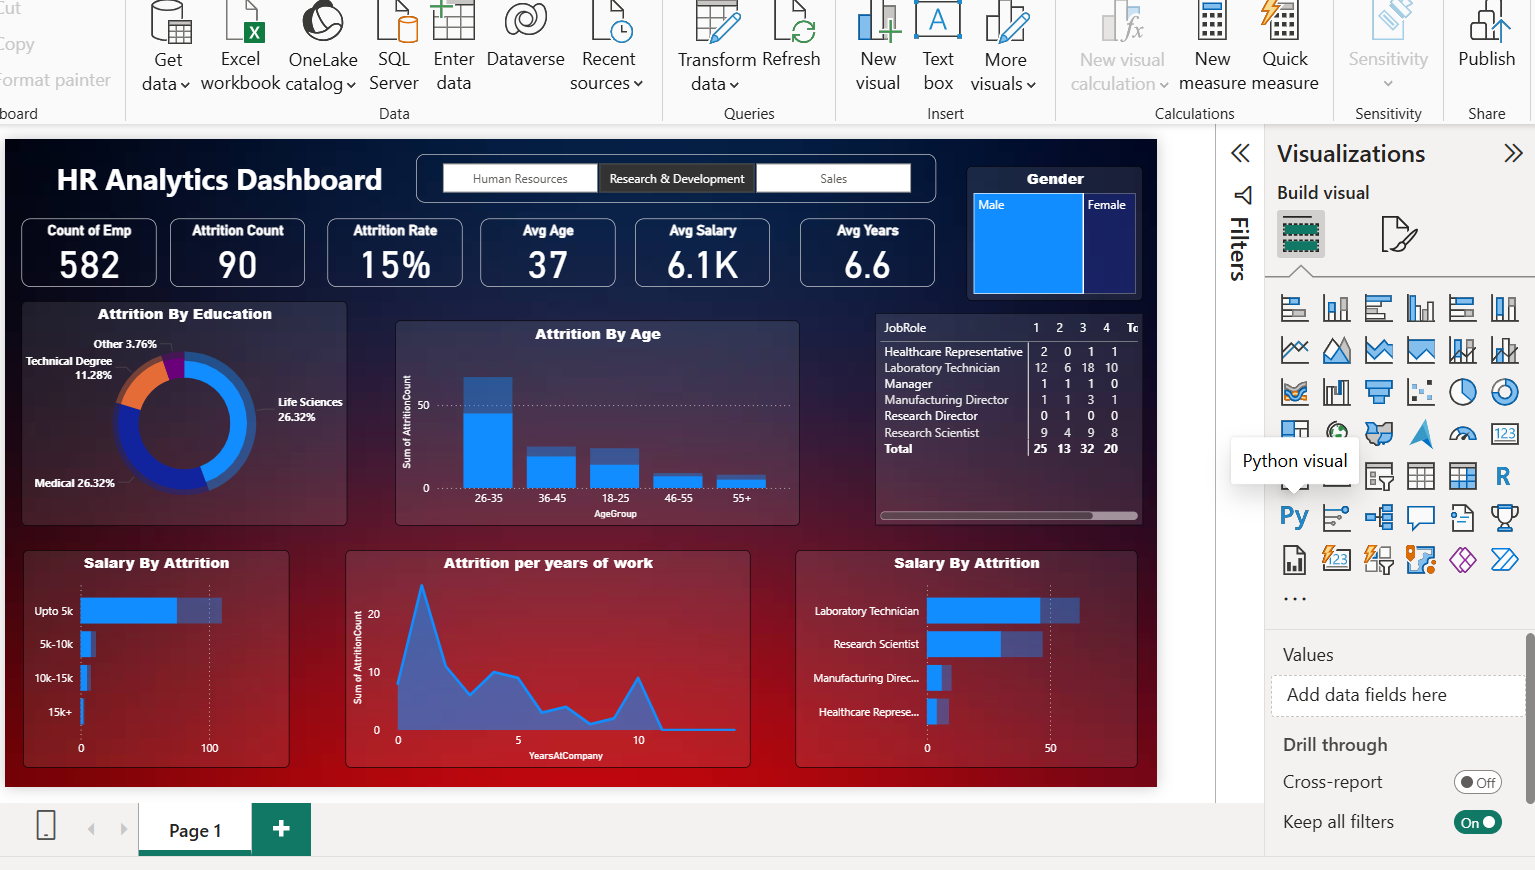 Cut
Copy
Format painter
board
Get data
Excel workbook
OneLake catalog
SQL Server
Enter data
Dataverse
Recent sources
Data
Transform data
Refresh
Queries
New visual
Text box
More visuals
Insert
New visual calculation
New measure
Quick measure
Calculations
Sensitivity
Sensitivity
Publish
Share
HR Analytics Dashboard
Human Resources
Research & Development
Sales
Count of Emp
582
Attrition Count
90
Attrition Rate
15%
Avg Age
37
Avg Salary
6.1K
Avg Years
6.6
Gender
Male
Female
Attrition By Education
Other 3.76%
Technical Degree
11.28%
Life Sciences
26.32%
Medical 26.32%
Attrition By Age
Sum of AttritionCount
50
0
26-35 36-45 18-25 46-55 55+
AgeGroup
JobRole 1 2 3 4 To
Healthcare Representative 2 0 1 1
Laboratory Technician 12 6 18 10
Manager 1 1 1 0
Manufacturing Director 1 1 3 1
Research Director 0 1 0 0
Research Scientist 9 4 9 8
Total 25 13 32 20
Salary By Attrition
Upto 5k
5k-10k
10k-15k
15k+
0 100
Attrition per years of work
Sum of AttritionCount
20
10
0
0 5 10
YearsAtCompany
Salary By Attrition
Laboratory Technician
Research Scientist
Manufacturing Direc...
Healthcare Represe...
0 50
Filters
Visualizations
Build visual
123
Python visual
R
Py
123
...
Values
Add data fields here
Drill through
Cross-report
Off
Keep all filters
On
Page 1